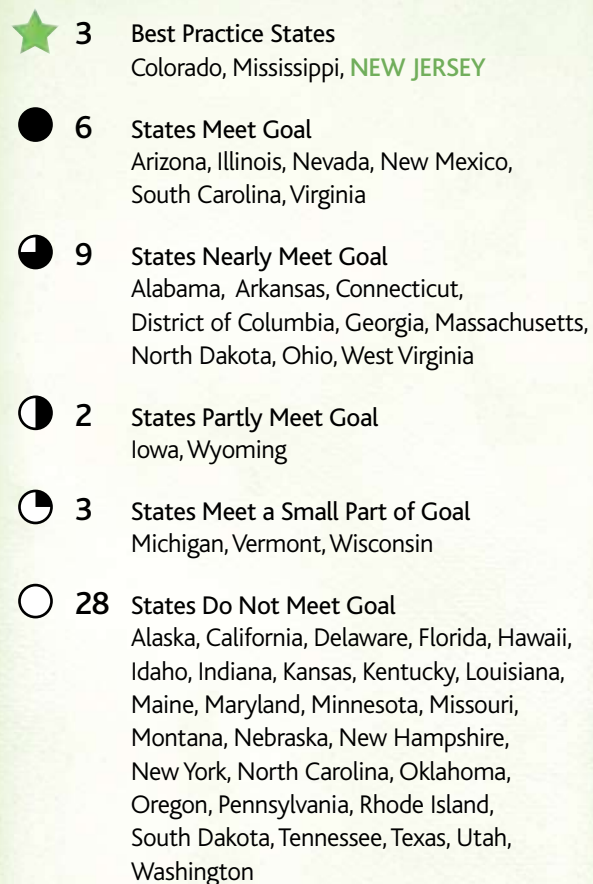 3 Best Practice States
Colorado, Mississippi, NEW JERSEY
6 States Meet Goal
Arizona, Illinois, Nevada, New Mexico,
South Carolina, Virginia
9 States Nearly Meet Goal
Alabama, Arkansas, Connecticut,
District of Columbia, Georgia, Massachusetts,
North Dakota, Ohio, West Virginia
2 States Partly Meet Goal
Iowa, Wyoming
3 States Meet a Small Part of Goal
Michigan, Vermont, Wisconsin
28 States Do Not Meet Goal
Alaska, California, Delaware, Florida, Hawaii,
Idaho, Indiana, Kansas, Kentucky, Louisiana,
Maine, Maryland, Minnesota, Missouri,
Montana, Nebraska, New Hampshire,
New York, North Carolina, Oklahoma,
Oregon, Pennsylvania, Rhode Island,
South Dakota, Tennessee, Texas, Utah,
Washington